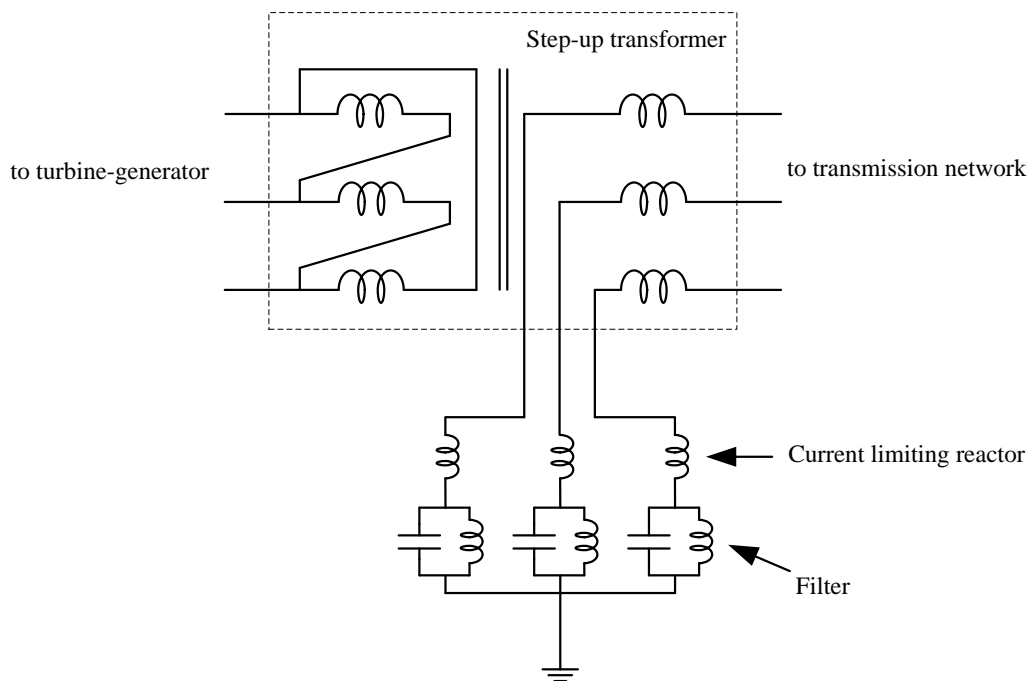 Step-up transformer
to turbine-generator
to transmission network
Current limiting reactor
Filter